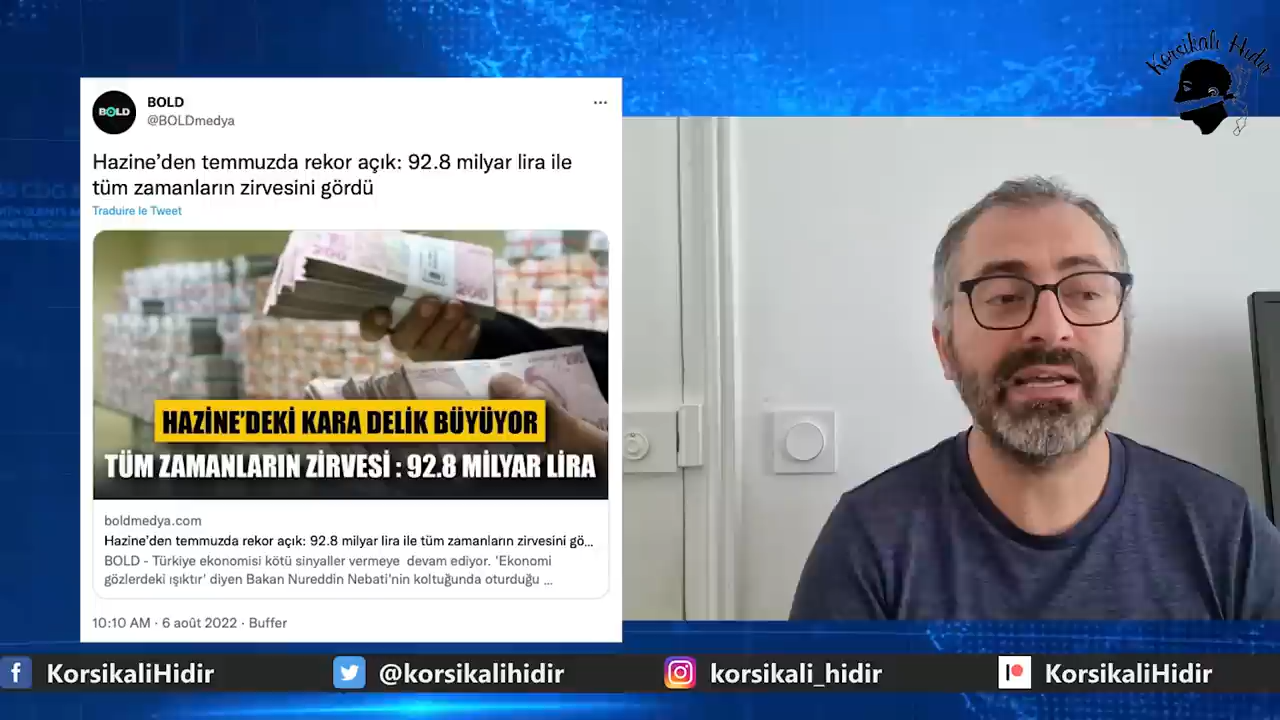 Korsikalı Hıdır
BOLD
BOLD
@BOLDmedya
Hazine’den temmuzda rekor açık: 92.8 milyar lira ile
tüm zamanların zirvesini gördü
Traduire le Tweet
200
HAZİNE’DEKİ KARA DELİK BÜYÜYOR
TÜM ZAMANLARIN ZİRVESİ : 92.8 MİLYAR LİRA
boldmedya.com
Hazine’den temmuzda rekor açık: 92.8 milyar lira ile tüm zamanların zirvesini gö...
BOLD - Türkiye ekonomisi kötü sinyaller vermeye devam ediyor. 'Ekonomi
gözlerdeki ışıktır' diyen Bakan Nureddin Nebati'nin koltuğunda oturduğu ...
10:10 AM · 6 août 2022 · Buffer
KorsikaliHidir
@korsikalihidir
korsikali_hidir
KorsikaliHidir